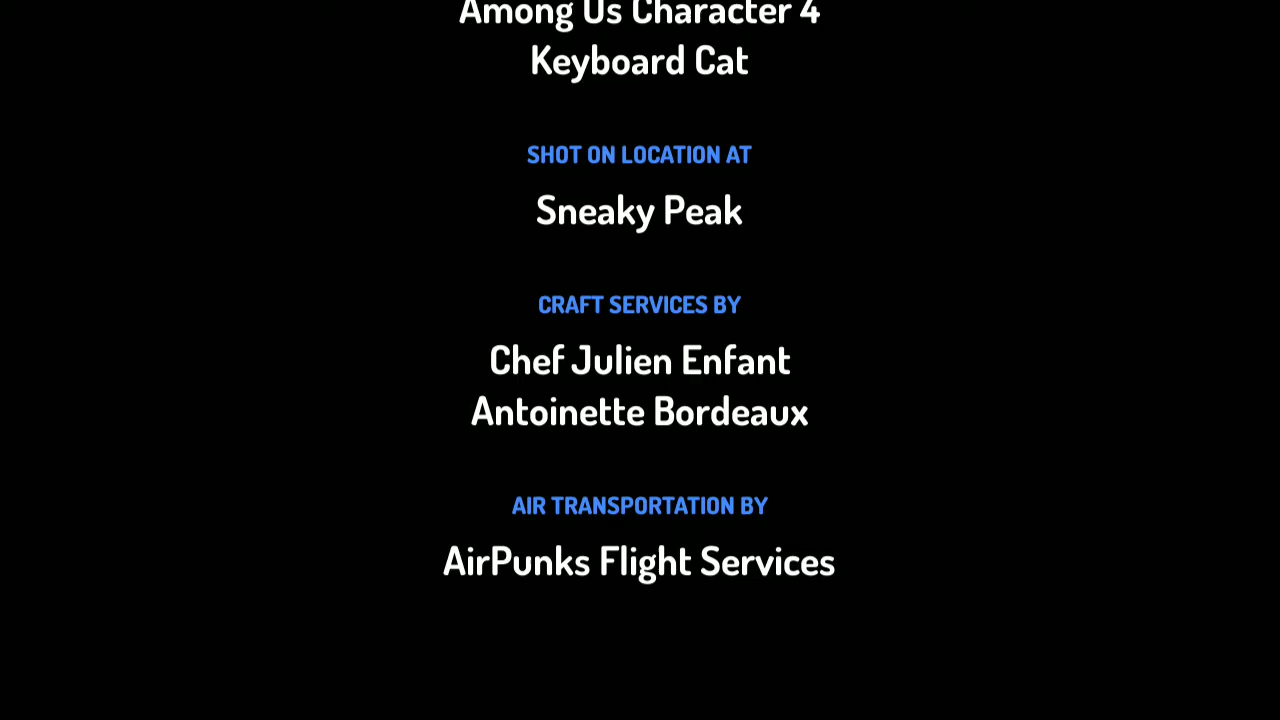 Among Us Character 4
Keyboard Cat
SHOT ON LOCATION AT
Sneaky Peak
CRAFT SERVICES BY
Chef Julien Enfant
Antoinette Bordeaux
AIR TRANSPORTATION BY
AirPunks Flight Services